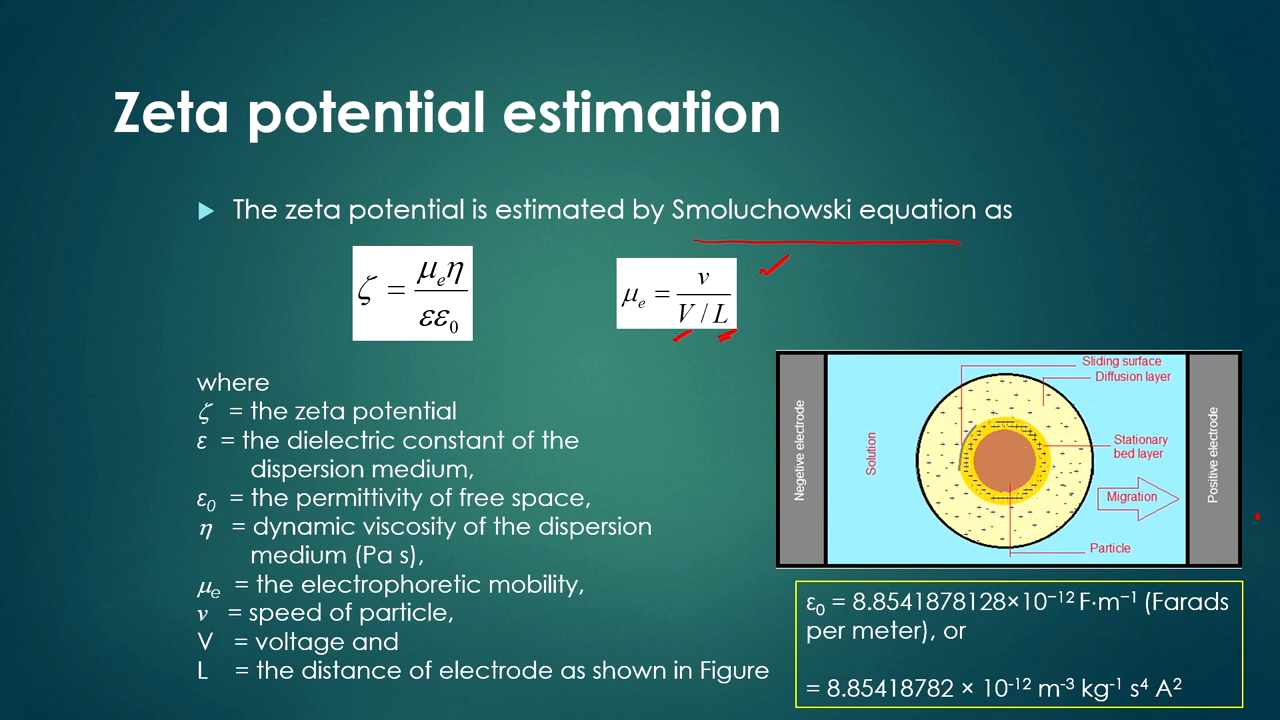 Zeta potential estimation
The zeta potential is estimated by Smoluchowski equation as
ζ = μₑη / εε₀
μₑ = v / V / L
where
ζ = the zeta potential
ε = the dielectric constant of the
dispersion medium,
ε₀ = the permittivity of free space,
η = dynamic viscosity of the dispersion
medium (Pa s),
μₑ = the electrophoretic mobility,
v = speed of particle,
V = voltage and
L = the distance of electrode as shown in Figure
Negetive electrode
Solution
Sliding surface
Diffusion layer
Stationary
bed layer
Migration
Particle
Positive electrode
ε₀ = 8.8541878128×10⁻¹² F·m⁻¹ (Farads
per meter), or
= 8.85418782 × 10⁻¹² m⁻³ kg⁻¹ s⁴ A²